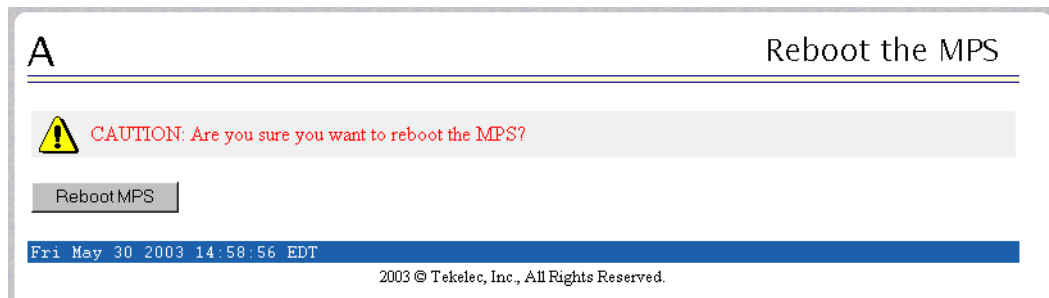 A
Reboot the MPS
CAUTION: Are you sure you want to reboot the MPS?
Reboot MPS
Fri May 30 2003 14:58:56 EDT
2003 © Tekelec, Inc., All Rights Reserved.